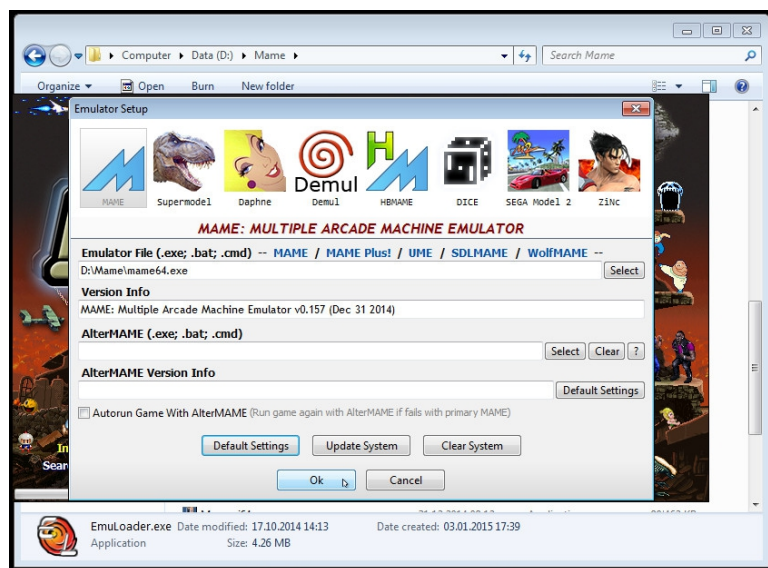 Computer ▸ Data (D:) ▸ Mame ▸
Search Mame
Organize ▾ Open Burn New folder
Emulator Setup
Demul
MAME Supermodel Daphne Demul HBMAME DICE SEGA Model 2 ZiNc
MAME: MULTIPLE ARCADE MACHINE EMULATOR
Emulator File (.exe; .bat; .cmd) -- MAME / MAME Plus! / UME / SDLMAME / WolfMAME --
D:\Mame\mame64.exe Select
Version Info
MAME: Multiple Arcade Machine Emulator v0.157 (Dec 31 2014)
AlterMAME (.exe; .bat; .cmd)
Select Clear ?
AlterMAME Version Info
Default Settings
Autorun Game With AlterMAME (Run game again with AlterMAME if fails with primary MAME)
Default Settings Update System Clear System
Ok Cancel
EmuLoader.exe Date modified: 17.10.2014 14:13 Date created: 03.01.2015 17:39
Application Size: 4.26 MB